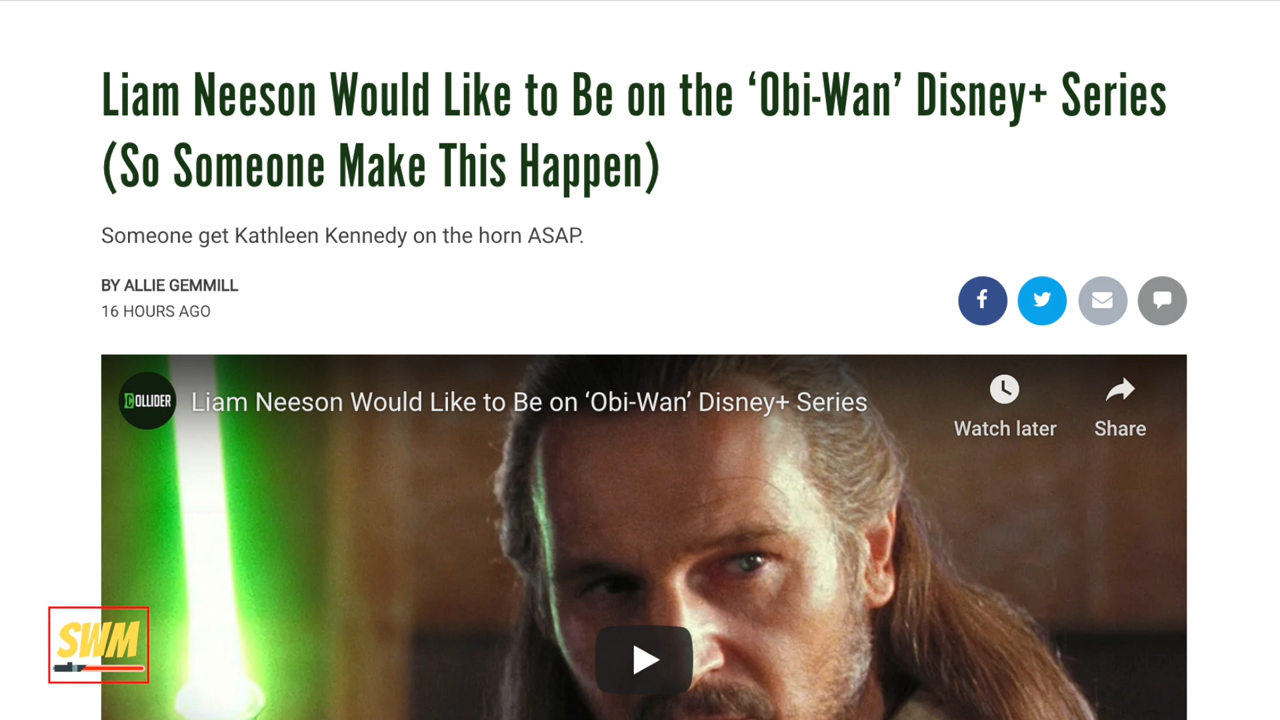 Liam Neeson Would Like to Be on the ‘Obi-Wan’ Disney+ Series
(So Someone Make This Happen)
Someone get Kathleen Kennedy on the horn ASAP.
BY ALLIE GEMMILL
16 HOURS AGO
COLLIDER
Liam Neeson Would Like to Be on ‘Obi-Wan’ Disney+ Series
Watch later
Share
SWM